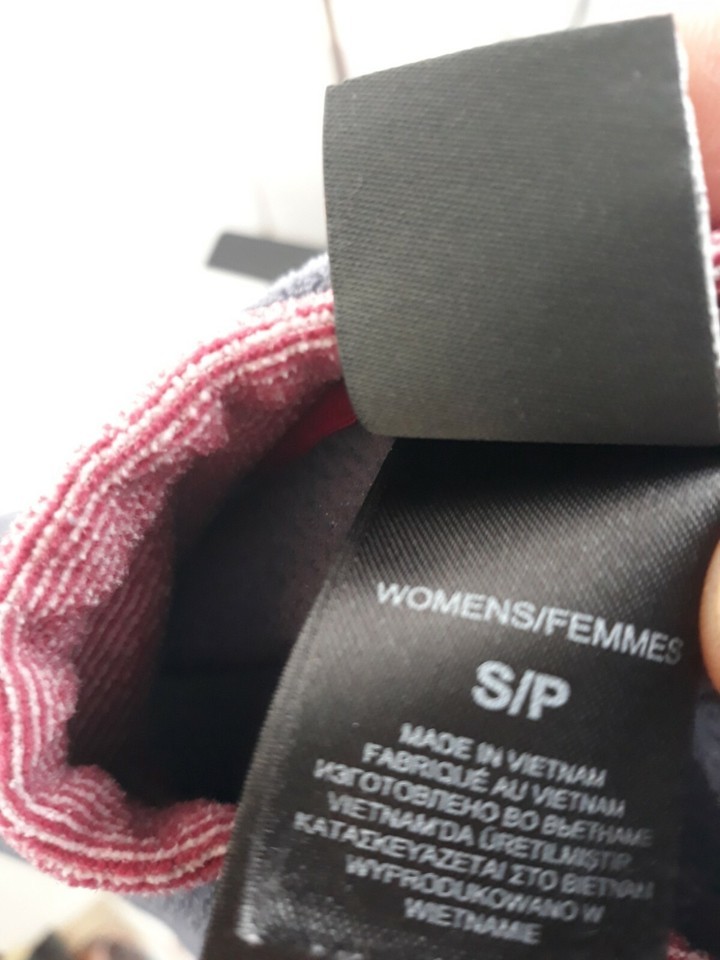 WOMENS/FEMMES
S/P
MADE IN VIETNAM
FABRIQUÉ AU VIETNAM
ИЗГОТОВЛЕНО ВО ВЬЕТНАМЕ
VIETNAM'DA ÜRETILMIŞTIR
ΚΑΤΑΣΚΕΥΑΖΕΤΑΙ ΣΤΟ ΒΙΕΤΝΑΜ
WYPRODUKOWANO W
WIETNAMIE